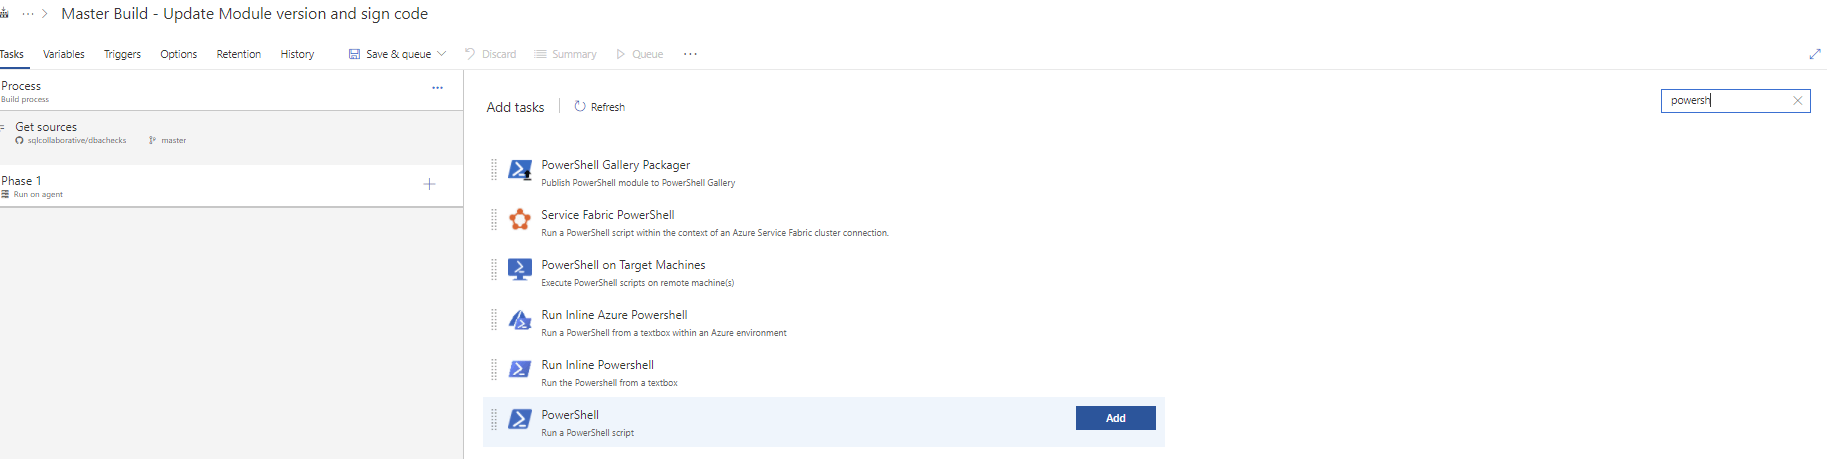 Master Build - Update Module version and sign code
Tasks Variables Triggers Options Retention History Save & queue Discard Summary Queue
Process
Build process
Get sources
sqlcollaborative/dbachecks master
Phase 1
Run on agent
Add tasks Refresh powersh
PowerShell Gallery Packager
Publish PowerShell module to PowerShell Gallery
Service Fabric PowerShell
Run a PowerShell script within the context of an Azure Service Fabric cluster connection.
PowerShell on Target Machines
Execute PowerShell scripts on remote machine(s)
Run Inline Azure Powershell
Run a PowerShell from a textbox within an Azure environment
Run Inline Powershell
Run the Powershell from a textbox
PowerShell
Run a PowerShell script
Add